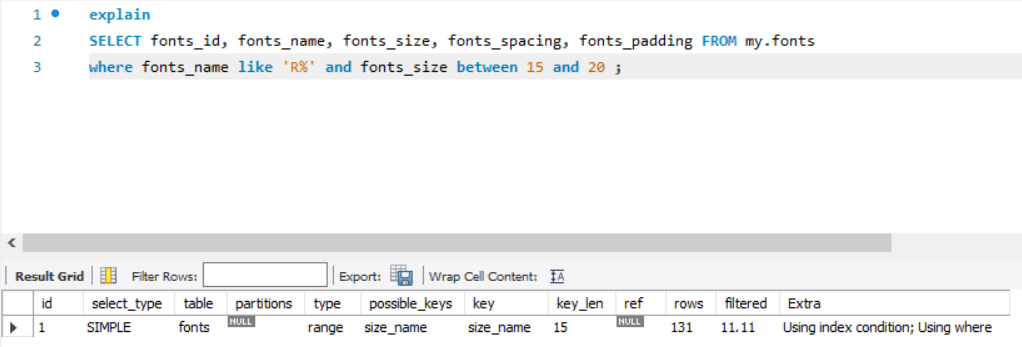 1 explain
2 SELECT fonts_id, fonts_name, fonts_size, fonts_spacing, fonts_padding FROM my.fonts
3 where fonts_name like 'R%' and fonts_size between 15 and 20 ;
Result Grid Filter Rows: Export: Wrap Cell Content: IA
id select_type table partitions type possible_keys key key_len ref rows filtered Extra
1 SIMPLE fonts NULL range size_name size_name 15 NULL 131 11.11 Using index condition; Using where